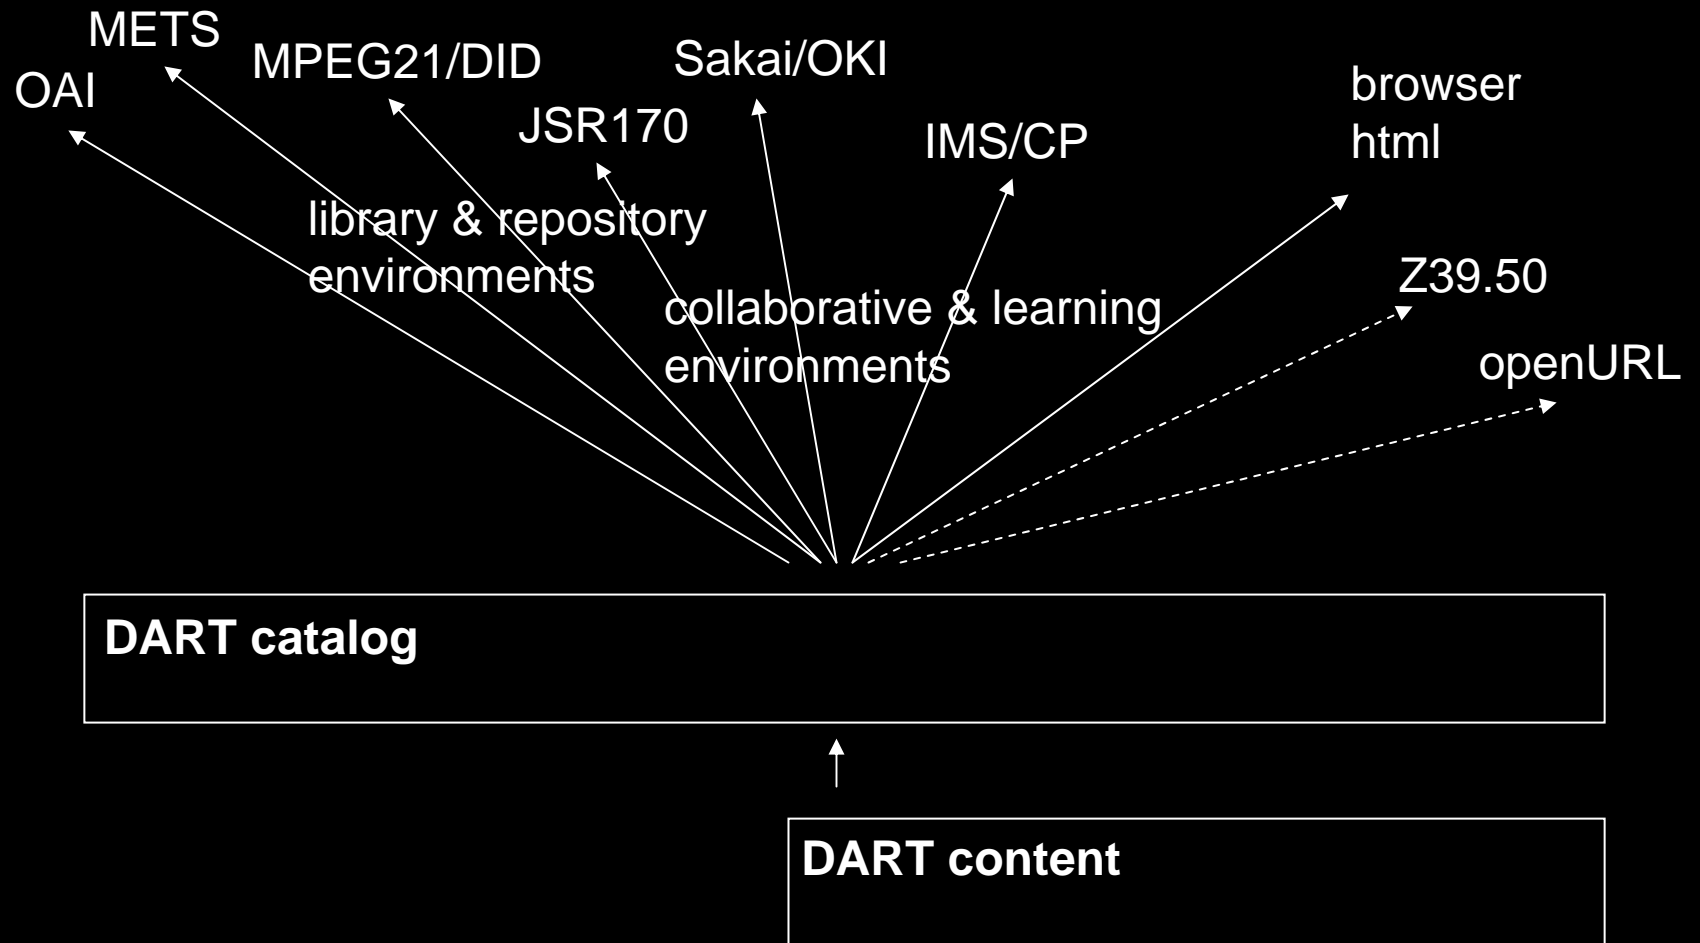 METS
OAI
MPEG21/DID
JSR170
Sakai/OKI
IMS/CP
browser
html
library & repository
environments
collaborative & learning
environments
Z39.50
openURL
DART catalog
DART content